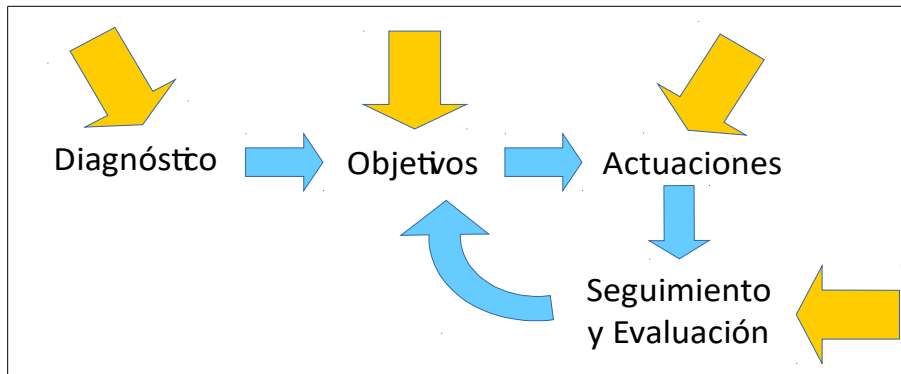 Diagnóstico
Objetivos
Actuaciones
Seguimiento
y Evaluación